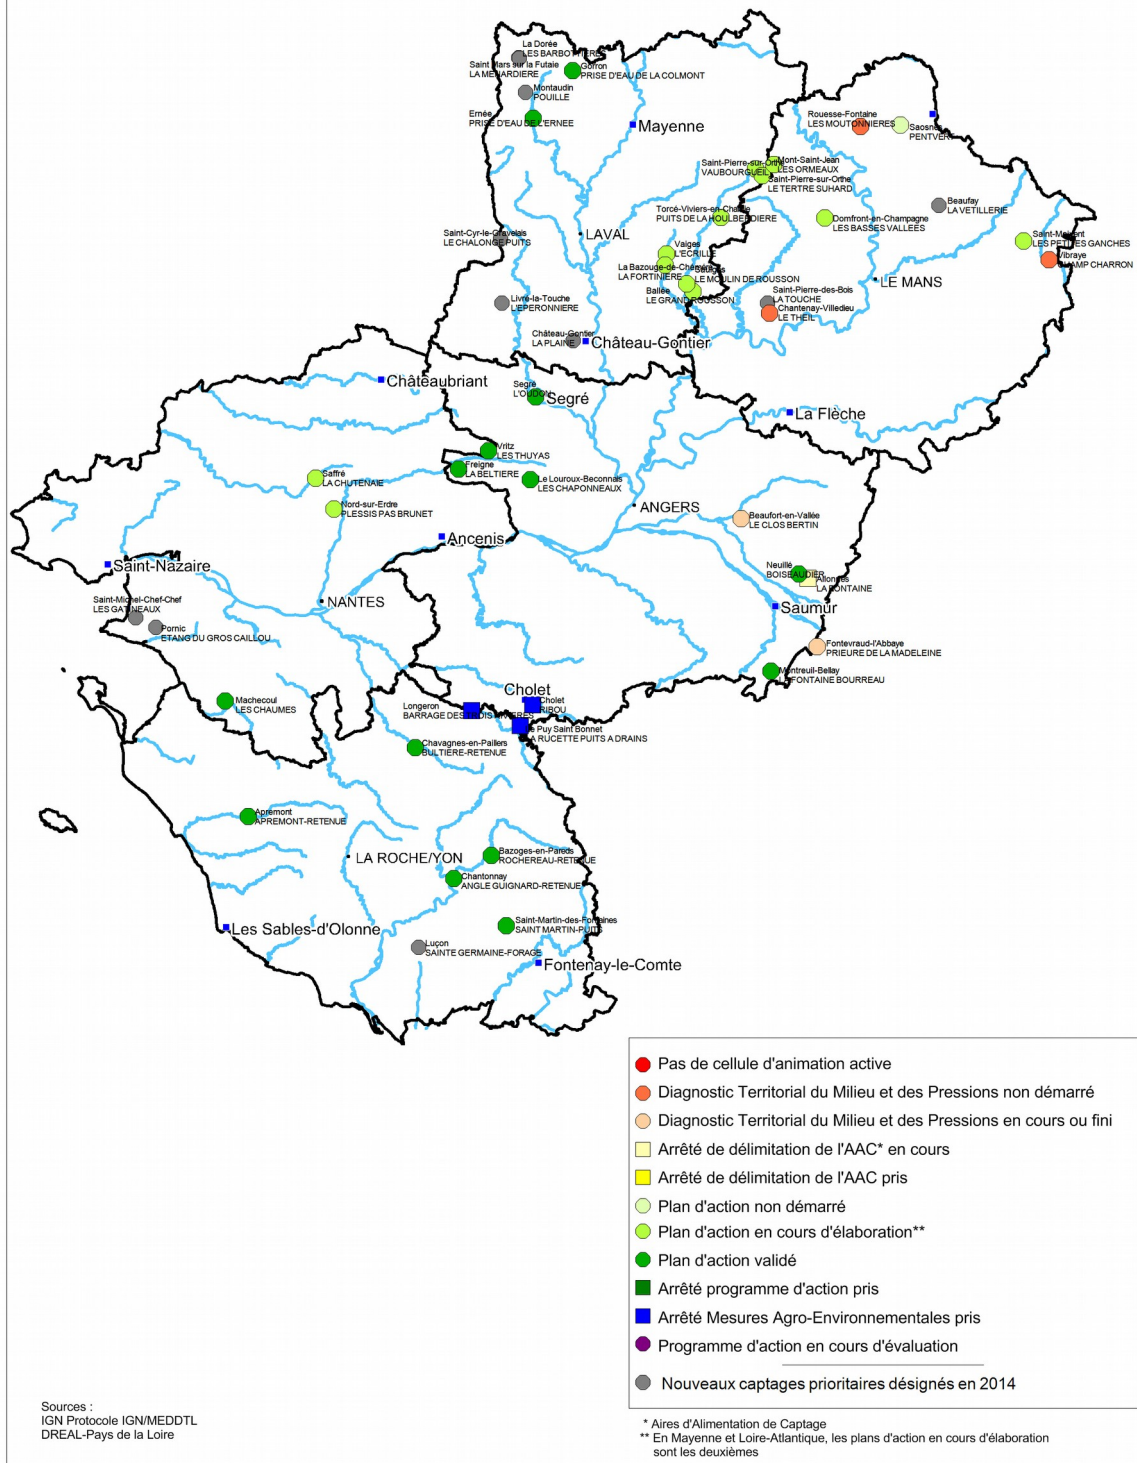 La Dorée
LES BARBOTTIERES
Saint Mars sur la Futaie
LA MENARDIERE
Gorron
PRISE D'EAU DE LA COLMONT
Montaudin
POUILLE
Ernée
PRISE D'EAU DE L'ERNEE
Mayenne
Rouesse-Fontaine
LES MOUTONNIERES
Saosnes
PENTVERT
Saint-Pierre-sur-Orthe
VAUBOURGUEIL
Mont-Saint-Jean
LES ORMEAUX
Saint-Pierre-sur-Orthe
LE TERTRE SUHARD
Beaufay
LA VETILLERIE
Torcé-Viviers-en-Charnie
PUITS DE LA HOULBERDIERE
Domfront-en-Champagne
LES BASSES VALLEES
Saint-Cyr-le-Gravelais
LE CHALONGE PUITS
LAVAL
Vaiges
L'ECRILLE
Saint-Maixent
LES PETITES GANCHES
Vibraye
CHAMP CHARRON
La Bazouge-de-Chémeré
LA FORTINIERE
Saulges
LE MOULIN DE ROUSSON
LE MANS
Ballée
LE GRAND ROUSSON
Saint-Pierre-des-Bois
LA TOUCHE
Livré-la-Touche
L'EPERONNIERE
Chantenay-Villedieu
LE THEIL
Château-Gontier
LA PLAINE
Château-Gontier
Châteaubriant
Segré
L'OUDON
Segré
La Flèche
Vritz
LES THUYAS
Freigne
LA BELTIERE
Saffré
LA CHUTENAIE
Le Louroux-Beconnais
LES CHAPONNEAUX
Nord-sur-Erdre
PLESSIS PAS BRUNET
ANGERS
Beaufort-en-Vallée
LE CLOS BERTIN
Ancenis
Saint-Nazaire
Neuillé
BOISEAUDIER
Allonges
LA FONTAINE
Saint-Michel-Chef-Chef
LES GATINEAUX
NANTES
Saumur
Pornic
ETANG DU GROS CAILLOU
Fontevraud-l'Abbaye
PRIEURE DE LA MADELEINE
Montreuil-Bellay
LA FONTAINE BOURREAU
Cholet
Machecoul
LES CHAUMES
Longeron
BARRAGE DES TROIS RIVIERES
Cholet
RIBOU
Le Puy Saint Bonnet
LA RUCETTE PUITS A DRAINS
Chavagnes-en-Paillers
BULTIERE-RETENUE
Apremont
APREMONT-RETENUE
LA ROCHE/YON
Bazoges-en-Pareds
ROCHEREAU-RETENUE
Chantonnay
ANGLE GUIGNARD-RETENUE
Les Sables-d'Olonne
Saint-Martin-des-Fontaines
SAINT MARTIN-PUITS
Luçon
SAINTE GERMAINE-FORAGE
Fontenay-le-Comte
Pas de cellule d'animation active
Diagnostic Territorial du Milieu et des Pressions non démarré
Diagnostic Territorial du Milieu et des Pressions en cours ou fini
Arrêté de délimitation de l'AAC* en cours
Arrêté de délimitation de l'AAC pris
Plan d'action non démarré
Plan d'action en cours d'élaboration**
Plan d'action validé
Arrêté programme d'action pris
Arrêté Mesures Agro-Environnementales pris
Programme d'action en cours d'évaluation
Nouveaux captages prioritaires désignés en 2014
Sources :
IGN Protocole IGN/MEDDTL
DREAL-Pays de la Loire
* Aires d'Alimentation de Captage
** En Mayenne et Loire-Atlantique, les plans d'action en cours d'élaboration
sont les deuxièmes